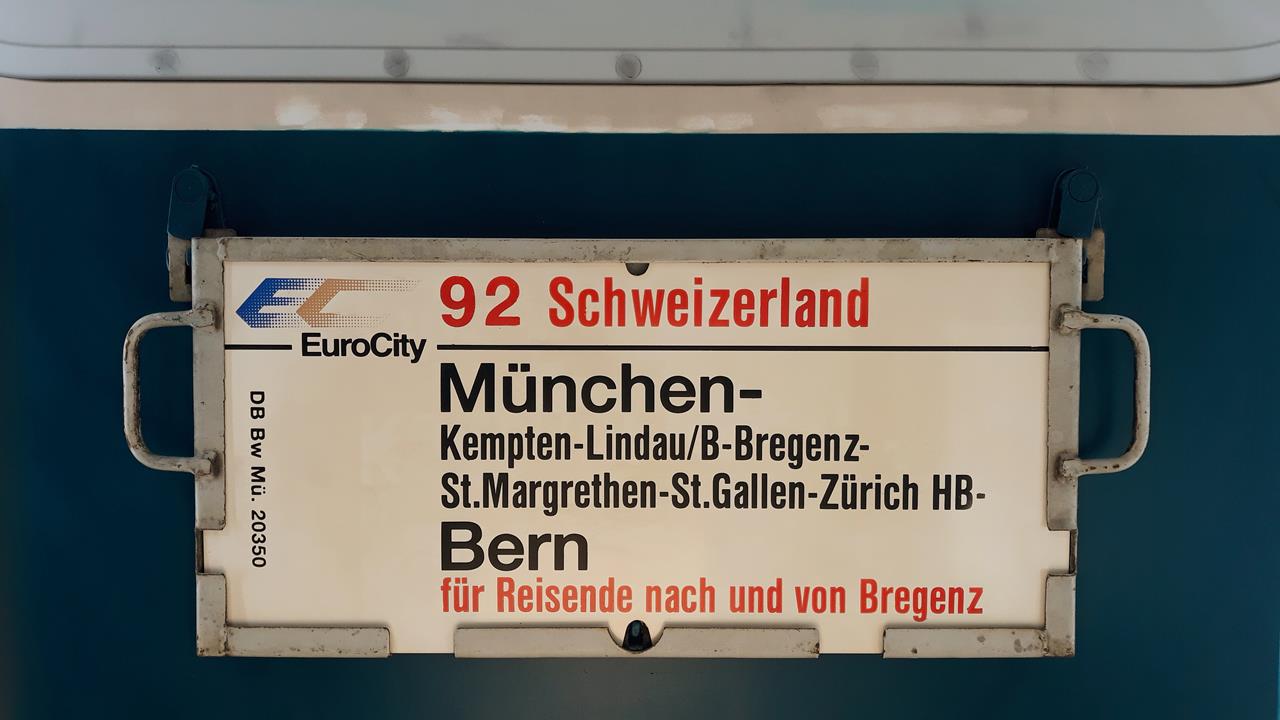 EC
92 Schweizerland
EuroCity
München-
Kempten-Lindau/B-Bregenz-
St.Margrethen-St.Gallen-Zürich HB-
Bern
für Reisende nach und von Bregenz
DB Bw Mü. 20350